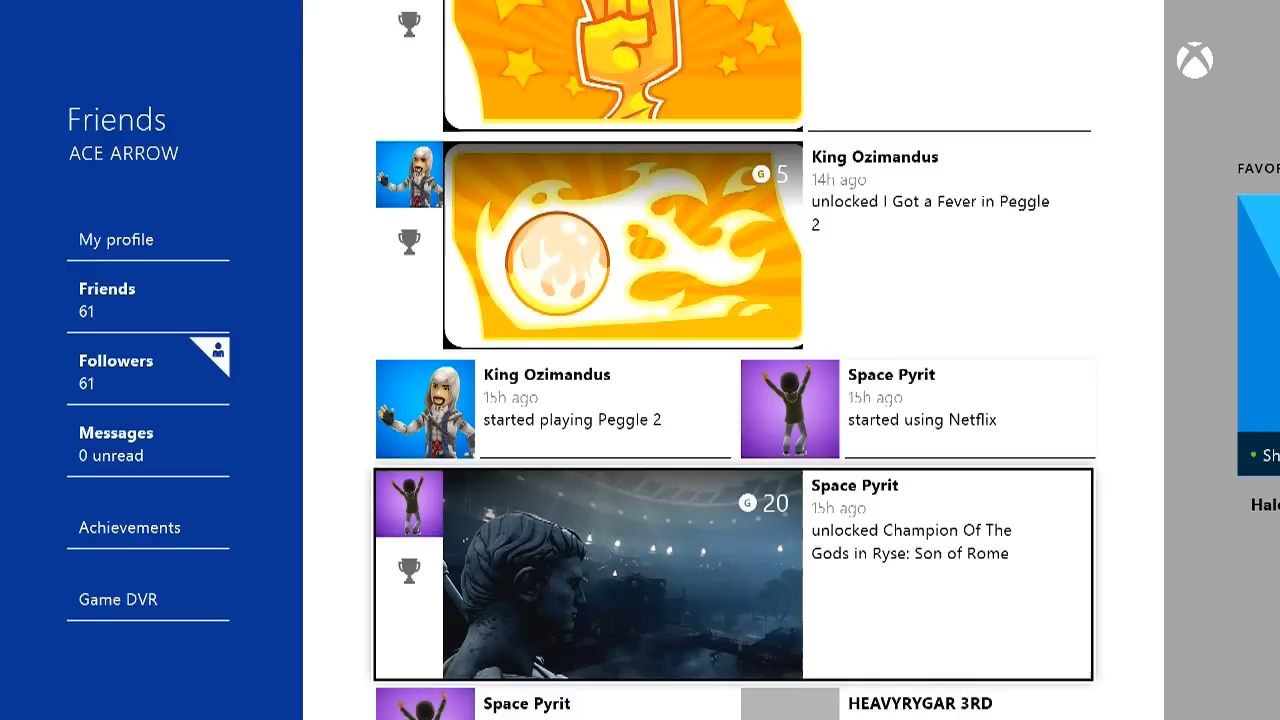 Friends
ACE ARROW
My profile
Friends
61
Followers
61
Messages
0 unread
Achievements
Game DVR
G 5
King Ozimandus
14h ago
unlocked I Got a Fever in Peggle
2
King Ozimandus
15h ago
started playing Peggle 2
Space Pyrit
15h ago
started using Netflix
G 20
Space Pyrit
15h ago
unlocked Champion Of The
Gods in Ryse: Son of Rome
Space Pyrit
HEAVYRYGAR 3RD
FAVOR
Sh
Hal